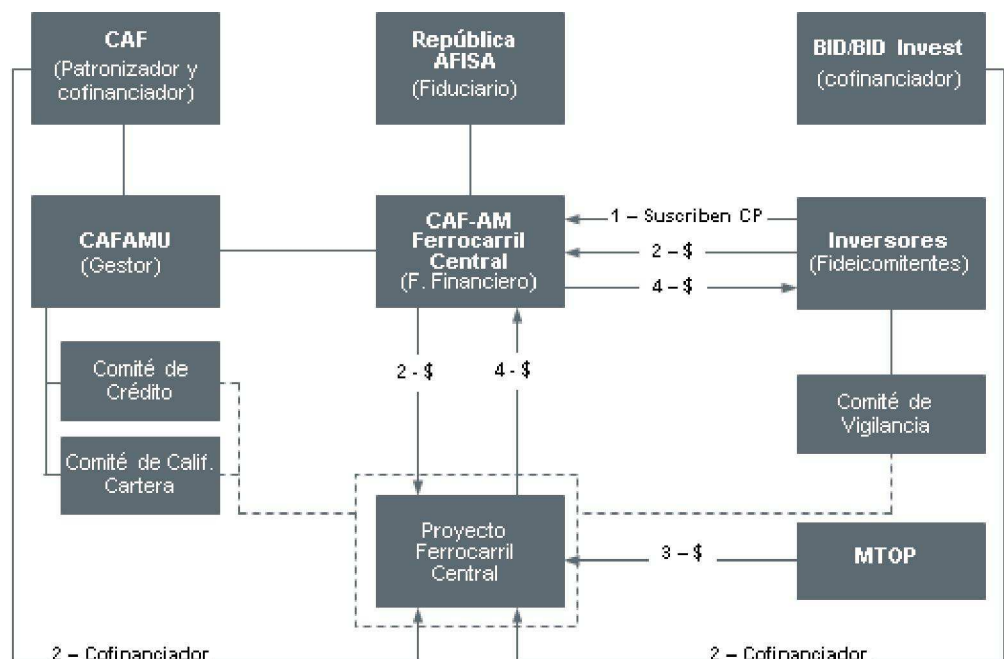 CAF
(Patronizador y
cofinanciador)
República
AFISA
(Fiduciario)
BID/BID Invest
(cofinanciador)
CAFAMU
(Gestor)
CAF-AM
Ferrocarril
Central
(F. Financiero)
1 – Suscriben CP
2 – $
4 – $
Inversores
(Fideicomitentes)
Comité de
Crédito
2 - $
4 - $
Comité de
Vigilancia
Comité de Calif.
Cartera
Proyecto
Ferrocarril
Central
3 – $
MTOP
2 – Cofinanciador
2 – Cofinanciador